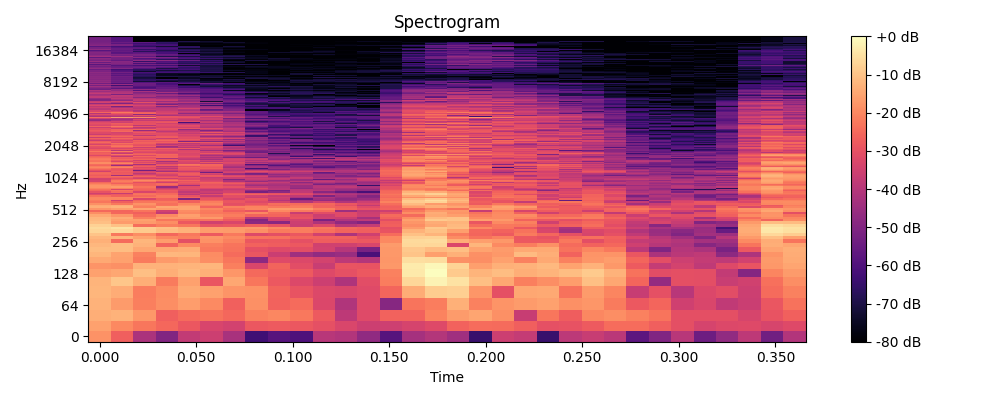 Spectrogram
Hz
16384
8192
4096
2048
1024
512
256
128
64
0
0.000 0.050 0.100 0.150 0.200 0.250 0.300 0.350
Time
+0 dB
-10 dB
-20 dB
-30 dB
-40 dB
-50 dB
-60 dB
-70 dB
-80 dB